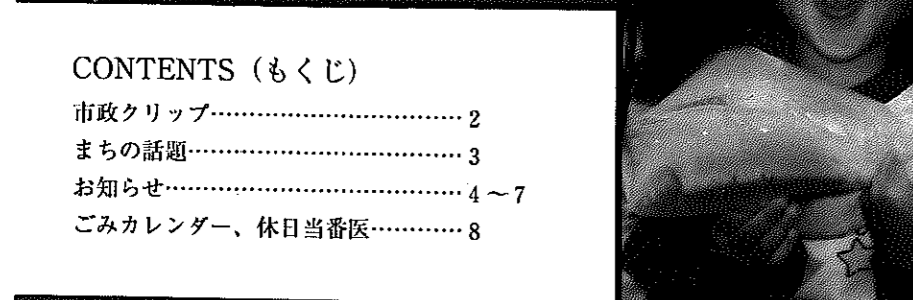 CONTENTS（もくじ）
市政クリップ……………………………2
まちの話題………………………………3
お知らせ…………………………………4～7
ごみカレンダー、休日当番医…………8